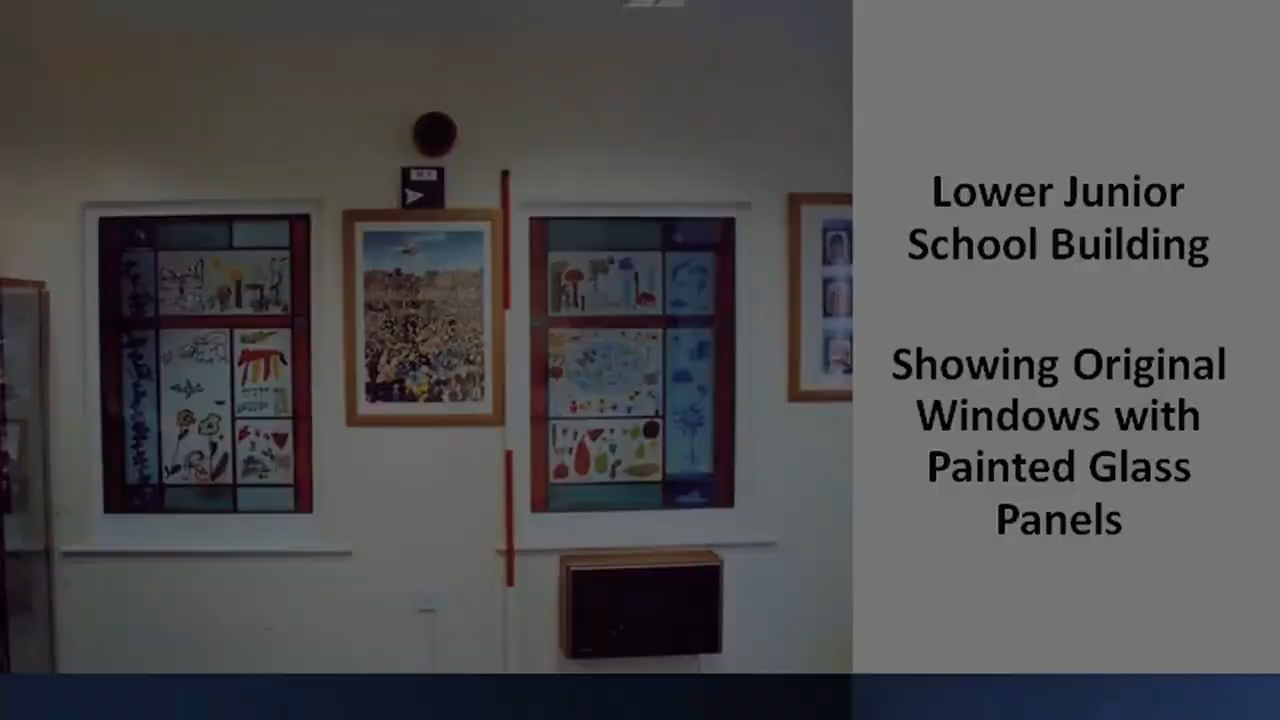 Lower Junior
School Building
Showing Original
Windows with
Painted Glass
Panels